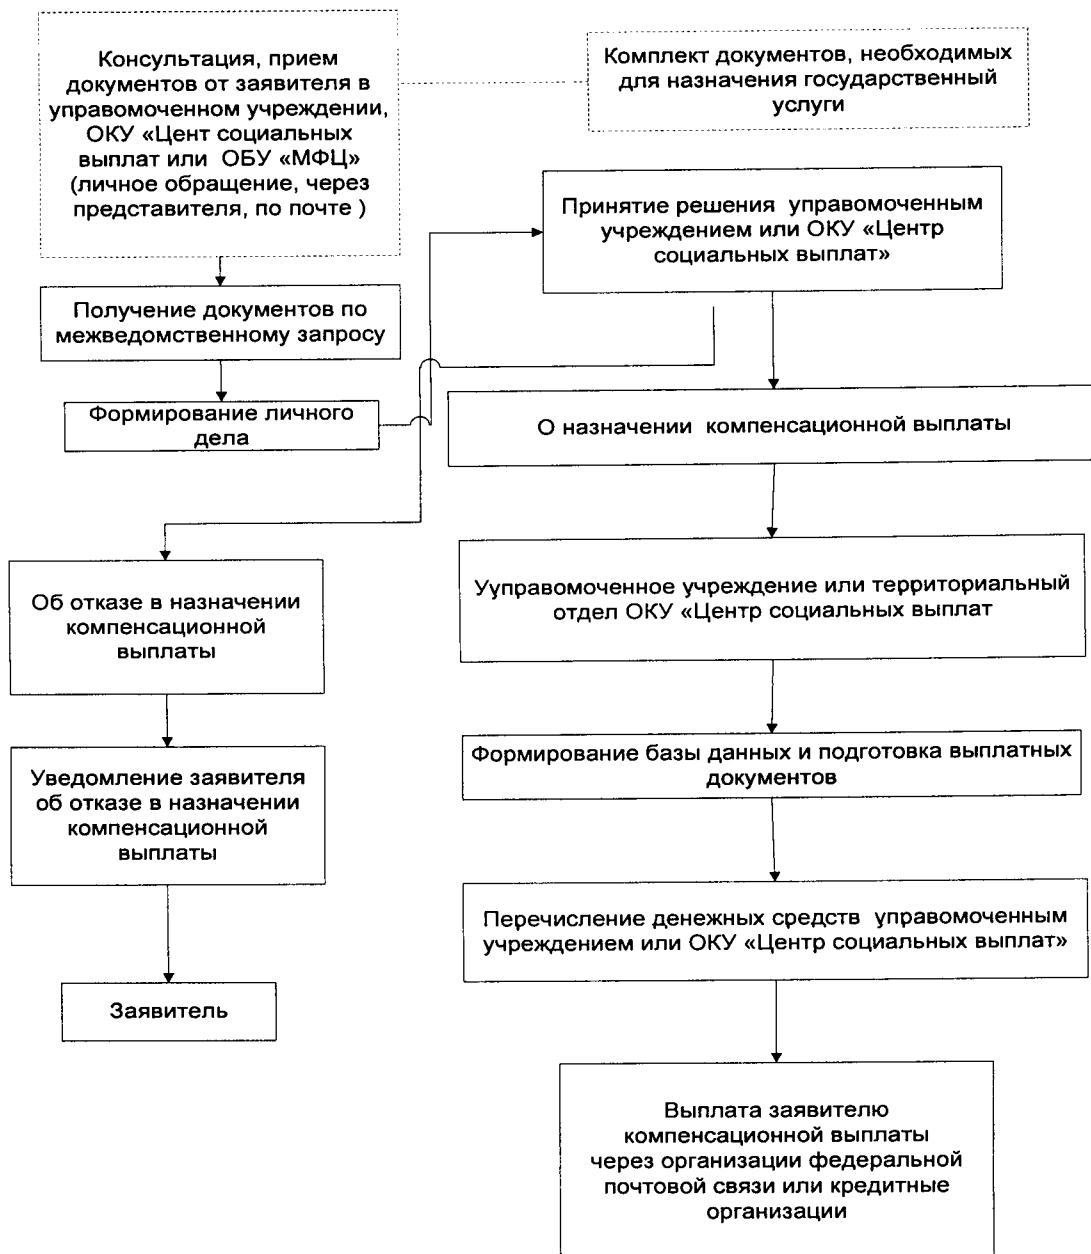 Консультация, прием
документов от заявителя в
управомоченном учреждении,
ОКУ «Цент социальных
выплат или ОБУ «МФЦ»
(личное обращение, через
представителя, по почте )
Комплект документов, необходимых
для назначения государственный
услуги
Принятие решения управомоченным
учреждением или ОКУ «Центр
социальных выплат»
Получение документов по
межведомственному запросу
Формирование личного
дела
О назначении компенсационной выплаты
Ууправомоченное учреждение или территориальный
отдел ОКУ «Центр социальных выплат
Об отказе в назначении
компенсационной
выплаты
Формирование базы данных и подготовка выплатных
документов
Уведомление заявителя
об отказе в назначении
компенсационной
выплаты
Перечисление денежных средств управомоченным
учреждением или ОКУ «Центр социальных выплат»
Заявитель
Выплата заявителю
компенсационной выплаты
через организации федеральной
почтовой связи или кредитные
организации